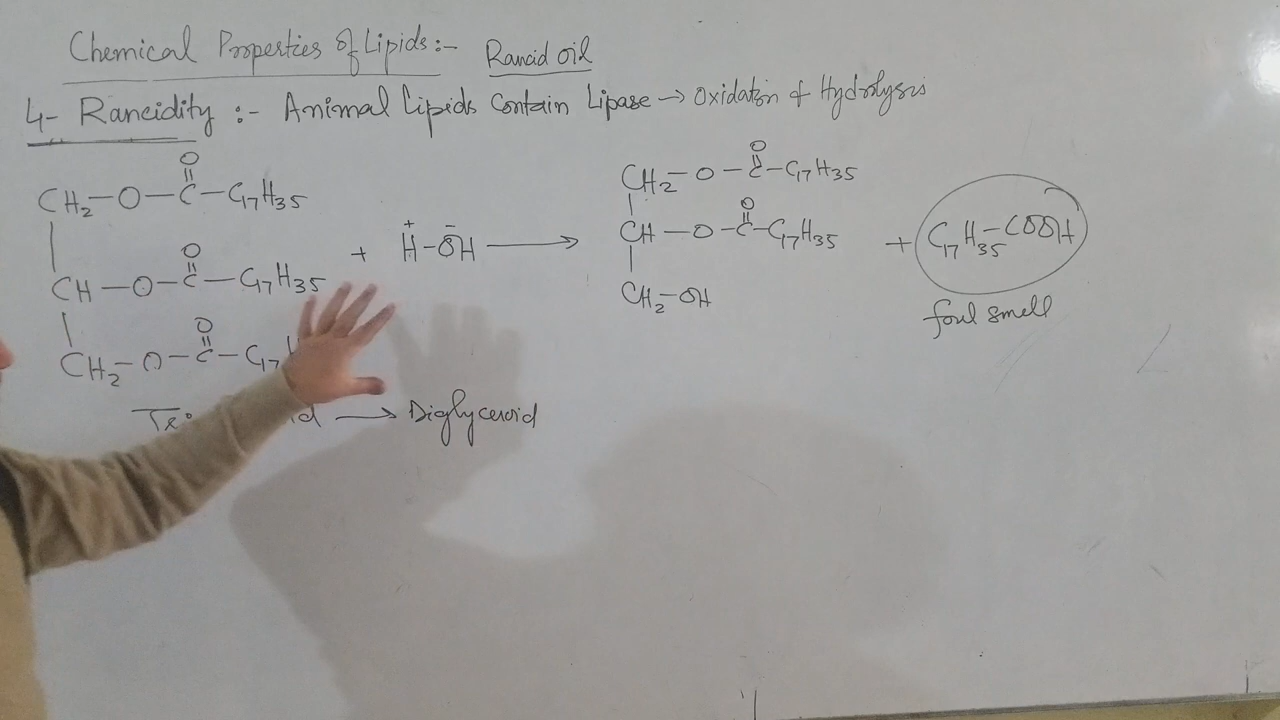 Chemical Properties of Lipids:- Rancid oil
4- Rancidity :- Animal Lipids Contain Lipase → Oxidation & Hydrolysis
O
CH2-O-C-C17H35
O
CH-O-C-C17H35
O
CH2-O-C-C17H
+ H+-OH- →
O
CH2-O-C-C17H35
O
CH-O-C-C17H35
CH2-OH
+ C17H35-COOH
foul smell
→ Diglyceroid